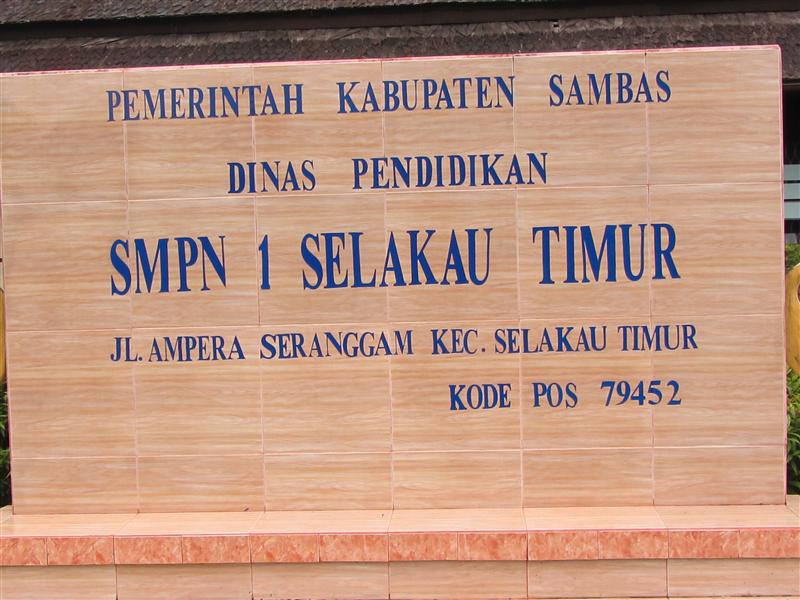 PEMERINTAH KABUPATEN SAMBAS
DINAS PENDIDIKAN
SMPN 1 SELAKAU TIMUR
JL. AMPERA SERANGGAM KEC. SELAKAU TIMUR
KODE POS 79452